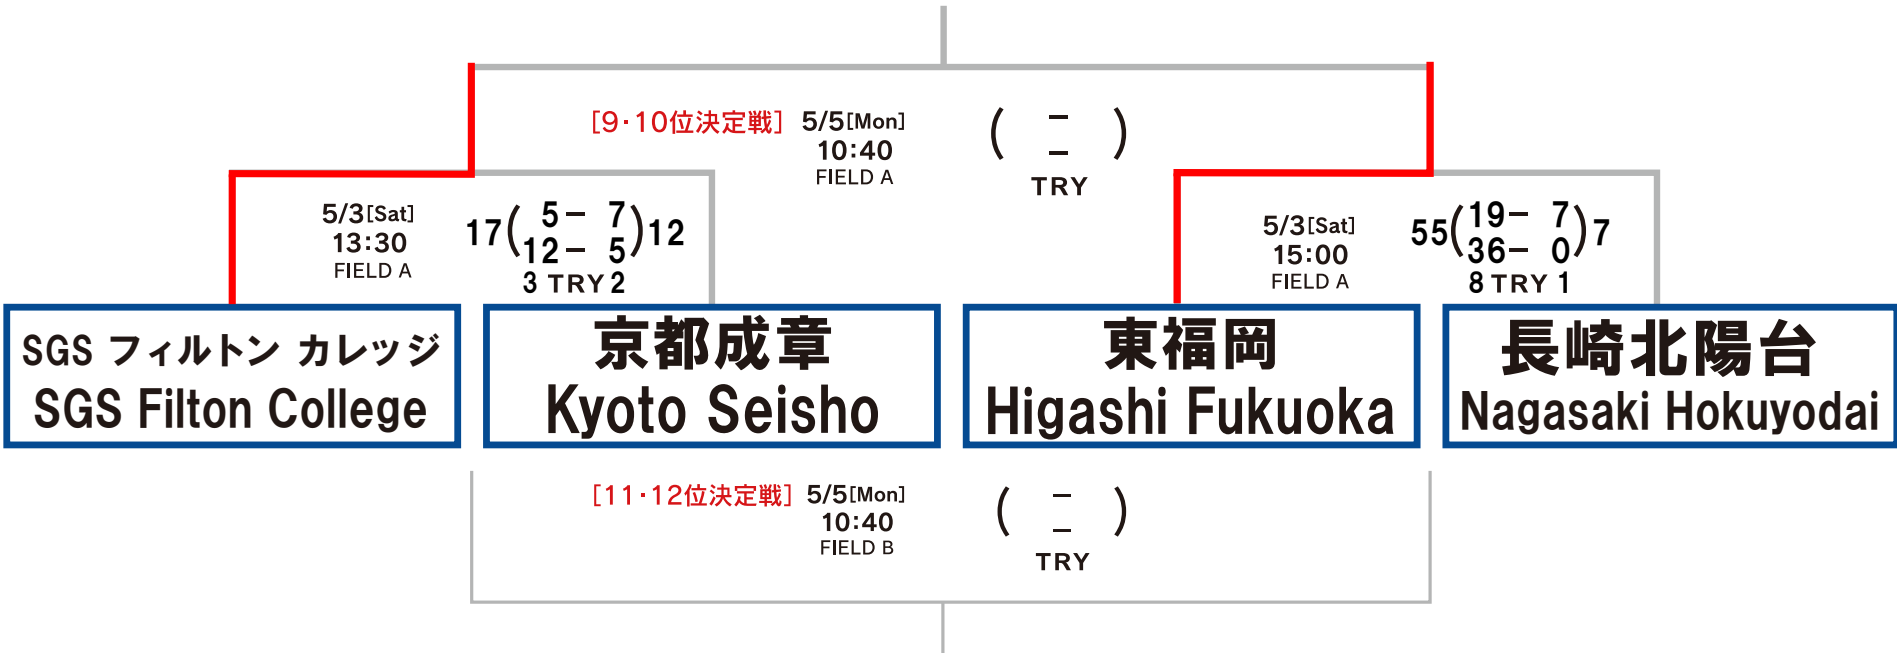 [9・10位決定戦] 5/5[Mon]
10:40
FIELD A
( – )
–
TRY
5/3[Sat]
13:30
FIELD A
17 ( 5 – 7 ) 12
12 – 5
3 TRY 2
5/3[Sat]
15:00
FIELD A
55 ( 19 – 7 ) 7
36 – 0
8 TRY 1
SGS フィルトン カレッジ
SGS Filton College
京都成章
Kyoto Seisho
東福岡
Higashi Fukuoka
長崎北陽台
Nagasaki Hokuyodai
[11・12位決定戦] 5/5[Mon]
10:40
FIELD B
( – )
–
TRY